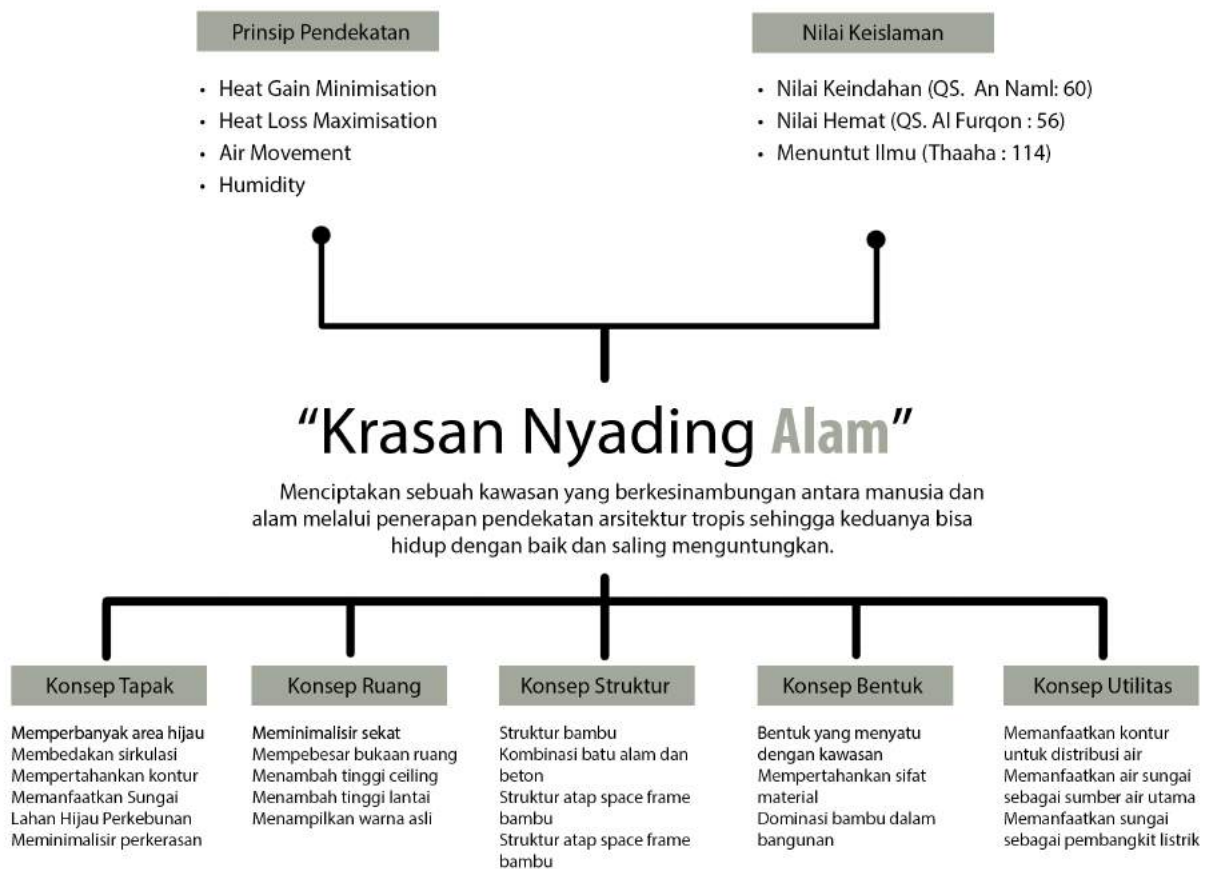 Prinsip Pendekatan
• Heat Gain Minimisation
• Heat Loss Maximisation
• Air Movement
• Humidity
Nilai Keislaman
• Nilai Keindahan (QS. An Naml: 60)
• Nilai Hemat (QS. Al Furqon : 56)
• Menuntut Ilmu (Thaaha : 114)
“Krasan Nyading Alam”
Menciptakan sebuah kawasan yang berkesinambungan antara manusia dan
alam melalui penerapan pendekatan arsitektur tropis sehingga keduanya bisa
hidup dengan baik dan saling menguntungkan.
Konsep Tapak
Memperbanyak area hijau
Membedakan sirkulasi
Mempertahankan kontur
Memanfaatkan Sungai
Lahan Hijau Perkebunan
Meminimalisir perkerasan
Konsep Ruang
Meminimalisir sekat
Mempebesar bukaan ruang
Menambah tinggi ceiling
Menambah tinggi lantai
Menampilkan warna asli
Konsep Struktur
Struktur bambu
Kombinasi batu alam dan
beton
Struktur atap space frame
bambu
Struktur atap space frame
bambu
Konsep Bentuk
Bentuk yang menyatu
dengan kawasan
Mempertahankan sifat
material
Dominasi bambu dalam
bangunan
Konsep Utilitas
Memanfaatkan kontur
untuk distribusi air
Memanfaatkan air sungai
sebagai sumber air utama
Memanfaatkan sungai
sebagai pembangkit listrik